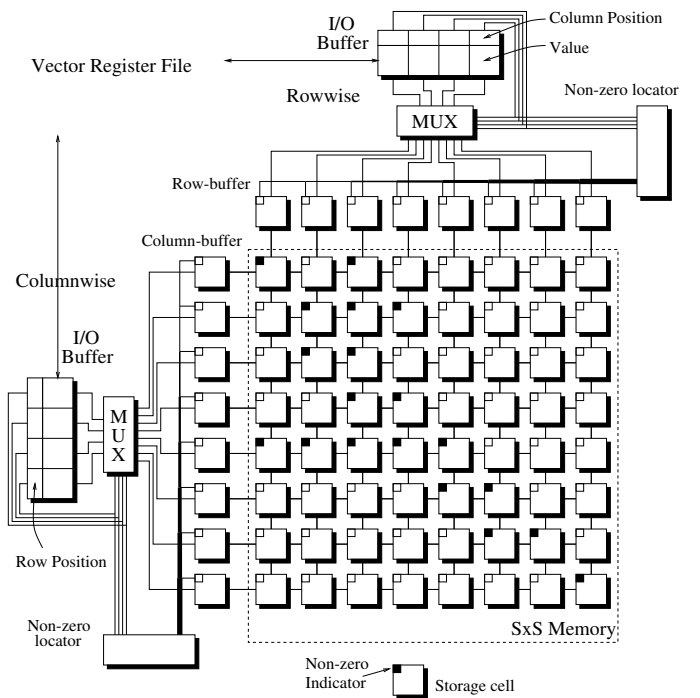 I/O
Buffer
Column Position
Value
Vector Register File
Rowwise
Non-zero locator
MUX
Row-buffer
Column-buffer
Columnwise
I/O
Buffer
M
U
X
Row Position
Non-zero
locator
SxS Memory
Non-zero
Indicator
Storage cell